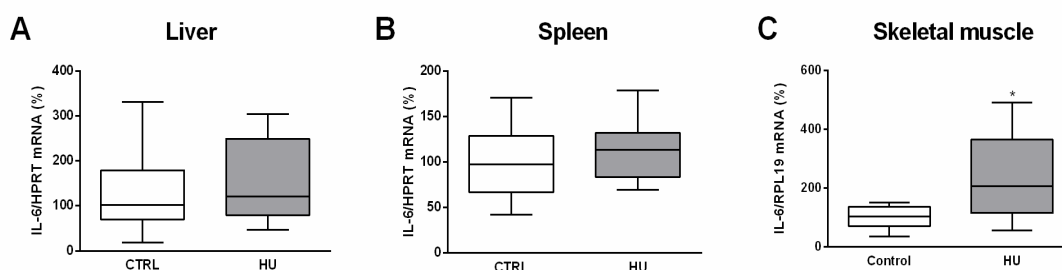 A
Liver
IL-6/HPRT mRNA (%)
400
300
200
100
0
CTRL
HU
B
Spleen
IL-6/HPRT mRNA (%)
200
150
100
50
0
CTRL
HU
C
Skeletal muscle
IL-6/RPL19 mRNA (%)
600
400
200
0
*
Control
HU